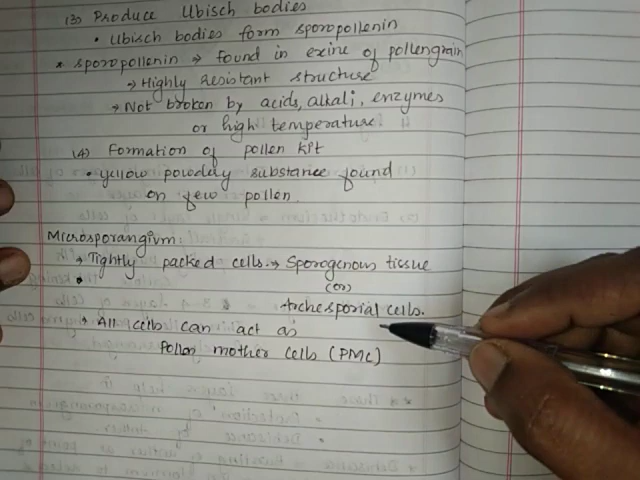 (3) Produce Ubisch bodies
• Ubisch bodies form sporopollenin
* sporopollenin → found in exine of pollengrain
→ Highly resistant structure
→ Not broken by acids, alkali, enzymes
or high temperature.
(4) Formation of pollen kit
• yellow powdery substance found
on few pollen.
Microsporangium:
→ Tightly packed cells → Sporogenous tissue
(or)
Archesporial cells.
→ All cells can act as
Pollen mother cells (PMC)